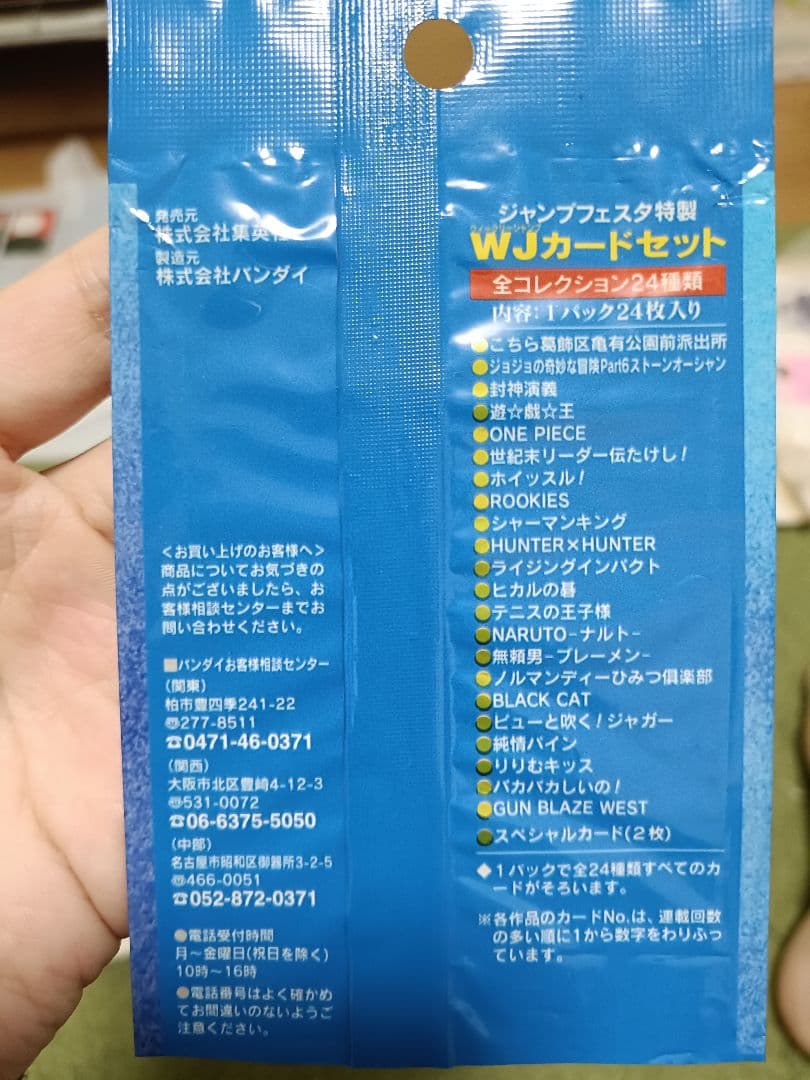 発売元
株式会社集英社
製造元
株式会社バンダイ
<お買い上げのお客様へ>
商品についてお気づきの
点がございましたら、お
客様相談センターまでお
問い合わせください。
■バンダイお客様相談センター
(関東)
柏市豊四季241-22
〠277-8511
☎0471-46-0371
(関西)
大阪市北区豊崎4-12-3
〠531-0072
☎06-6375-5050
(中部)
名古屋市昭和区御器所3-2-5
〠466-0051
☎052-872-0371
●電話受付時間
月〜金曜日(祝日を除く)
10時〜16時
●電話番号はよく確かめ
てお間違いのないようご
注意ください。
ジャンプフェスタ特製
ウィークリージャンプ
WJカードセット
全コレクション24種類
内容:1パック24枚入り
●こちら葛飾区亀有公園前派出所
●ジョジョの奇妙な冒険Part6ストーンオーシャン
●封神演義
●遊☆戯☆王
●ONE PIECE
●世紀末リーダー伝たけし!
●ホイッスル!
●ROOKIES
●シャーマンキング
●HUNTER×HUNTER
●ライジングインパクト
●ヒカルの碁
●テニスの王子様
●NARUTO-ナルト-
●無頼男-ブレーメン-
●ノルマンディーひみつ倶楽部
●BLACK CAT
●ピューと吹く!ジャガー
●純情パイン
●りりむキッス
●バカバカしいの!
●GUN BLAZE WEST
●スペシャルカード(2枚)
◆1パックで全24種類すべてのカ
ードがそろいます。
※各作品のカードNo.は、連載回数
の多い順に1から数字をわりふっ
ています。